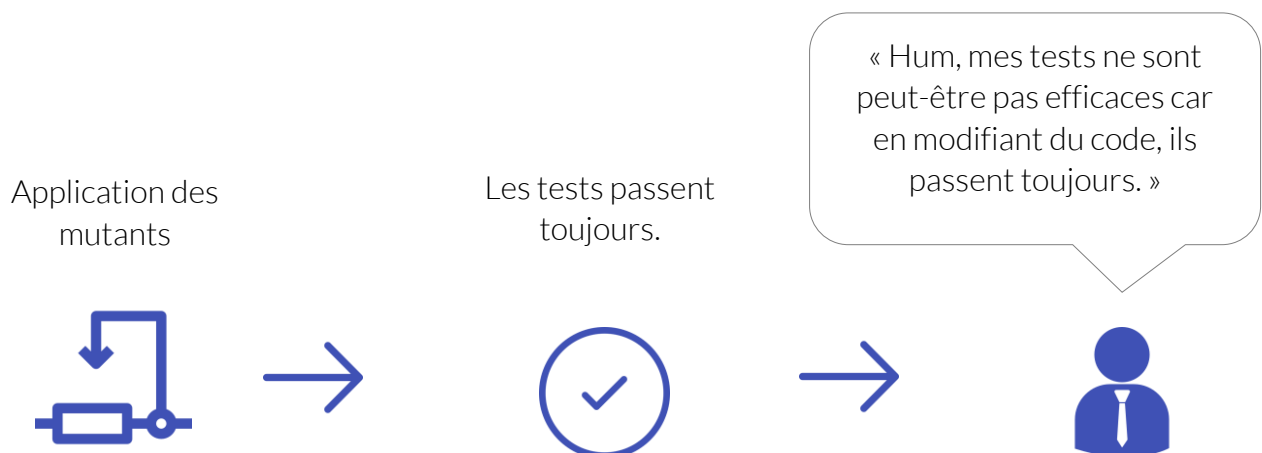 Application des
mutants
Les tests passent
toujours.
« Hum, mes tests ne sont
peut-être pas efficaces car
en modifiant du code, ils
passent toujours. »